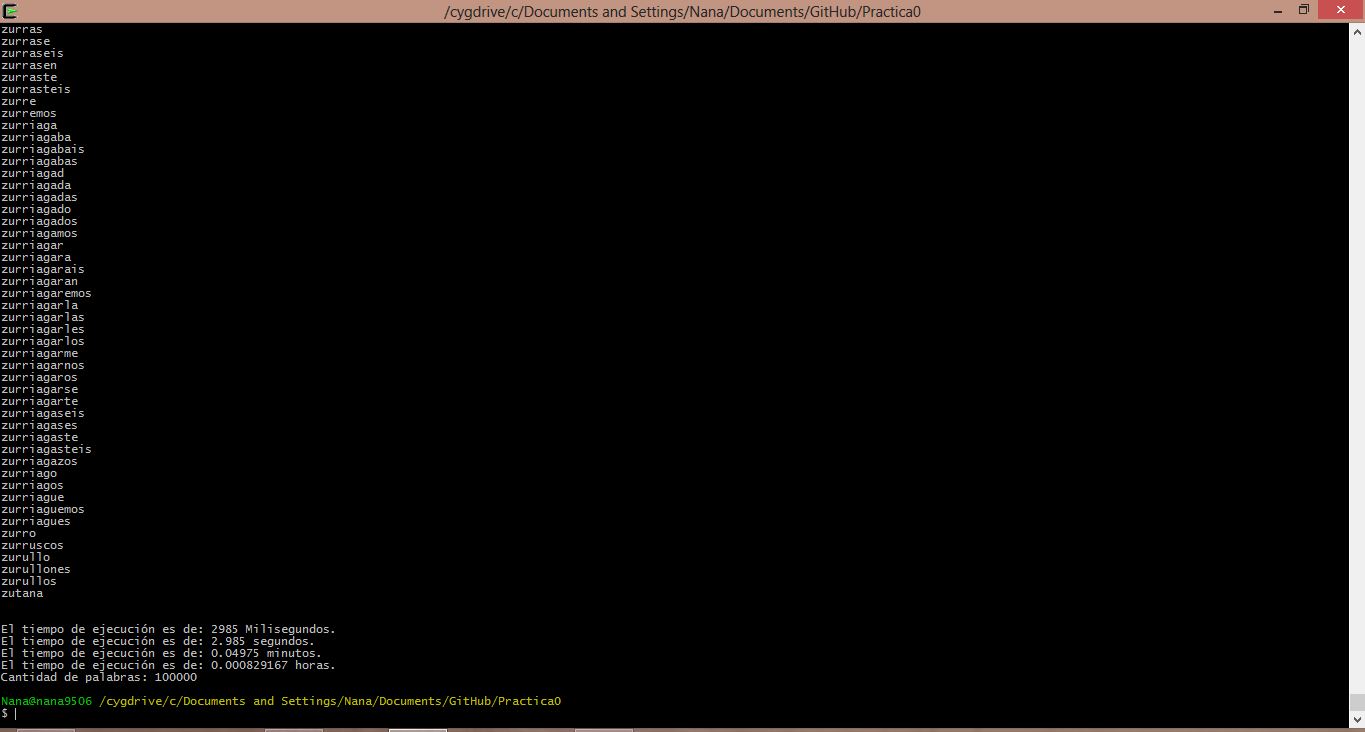 /cygdrive/c/Documents and Settings/Nana/Documents/GitHub/Practica0
zurras
zurrase
zurraseis
zurrasen
zurraste
zurrasteis
zurre
zurremos
zurriaga
zurriagaba
zurriagabais
zurriagabas
zurriagad
zurriagada
zurriagadas
zurriagado
zurriagados
zurriagamos
zurriagar
zurriagara
zurriagarais
zurriagaran
zurriagaremos
zurriagarla
zurriagarlas
zurriagarles
zurriagarlos
zurriagarme
zurriagarnos
zurriagaros
zurriagarse
zurriagarte
zurriagaseis
zurriagases
zurriagaste
zurriagasteis
zurriagazos
zurriago
zurriagos
zurriague
zurriaguemos
zurriagues
zurro
zurruscos
zurullo
zurullones
zurullos
zutana
El tiempo de ejecución es de: 2985 Milisegundos.
El tiempo de ejecución es de: 2.985 segundos.
El tiempo de ejecución es de: 0.04975 minutos.
El tiempo de ejecución es de: 0.000829167 horas.
Cantidad de palabras: 100000
Nana@nana9506 /cygdrive/c/Documents and Settings/Nana/Documents/GitHub/Practica0
$